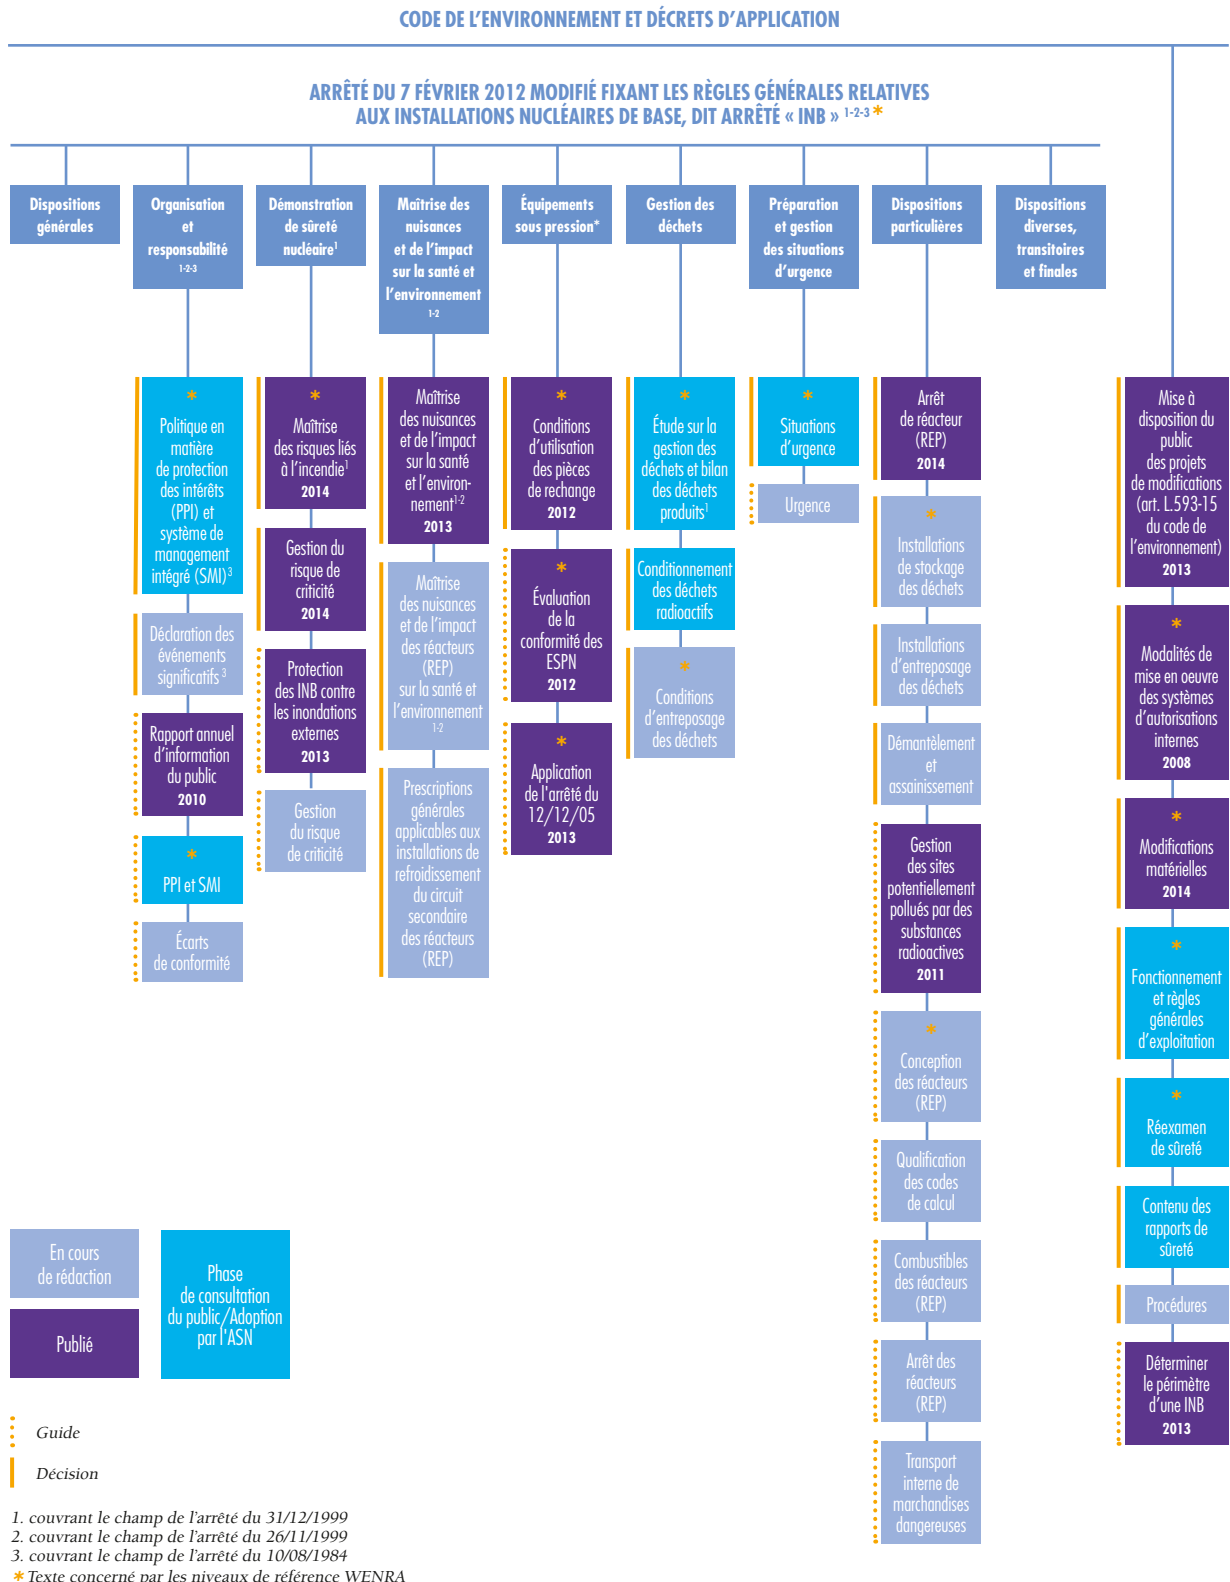 CODE DE L'ENVIRONNEMENT ET DÉCRETS D'APPLICATION
ARRÊTÉ DU 7 FÉVRIER 2012 MODIFIÉ FIXANT LES RÈGLES GÉNÉRALES RELATIVES
AUX INSTALLATIONS NUCLÉAIRES DE BASE, DIT ARRÊTÉ « INB » 1-2-3 *
Dispositions
générales
Organisation
et
responsabilité
1-2-3
Démonstration
de sûreté
nucléaire1
Maîtrise des
nuisances
et de l'impact
sur la santé et
l'environnement
1-2
Équipements
sous pression*
Gestion des
déchets
Préparation
et gestion
des situations
d'urgence
Dispositions
particulières
Dispositions
diverses,
transitoires
et finales
*
Politique en
matière
de protection
des intérêts
(PPI) et
système de
management
intégré (SMI)3
Déclaration des
événements
significatifs 3
Rapport annuel
d'information
du public
2010
*
PPI et SMI
Écarts
de conformité
*
Maîtrise
des risques liés
à l'incendie1
2014
Gestion du
risque de
criticité
2014
Protection
des INB contre
les inondations
externes
2013
Gestion
du risque
de criticité
Maîtrise
des nuisances
et de l'impact
sur la santé
et l'environ-
nement1-2
2013
Maîtrise
des nuisances
et de l'impact
des réacteurs
(REP)
sur la santé et
l'environnement
1-2
Prescriptions
générales
applicables aux
installations de
refroidissement
du circuit
secondaire
des réacteurs
(REP)
*
Conditions
d'utilisation
des pièces
de rechange
2012
*
Évaluation
de la
conformité des
ESPN
2012
*
Application
de l'arrêté du
12/12/05
2013
*
Étude sur la
gestion des
déchets et bilan
des déchets
produits1
Conditionnement
des déchets
radioactifs
*
Conditions
d'entreposage
des déchets
*
Situations
d'urgence
Urgence
Arrêt
de réacteur
(REP)
2014
*
Installations
de stockage
des déchets
Installations
d'entreposage
des déchets
Démantèlement
et
assainissement
Gestion
des sites
potentiellement
pollués par des
substances
radioactives
2011
*
Conception
des réacteurs
(REP)
Qualification
des codes
de calcul
Combustibles
des réacteurs
(REP)
Arrêt des
réacteurs
(REP)
Transport
interne de
marchandises
dangereuses
Mise à
disposition du
public
des projets
de modifications
(art. L.593-15
du code de
l'environnement)
2013
*
Modalités de
mise en oeuvre
des systèmes
d'autorisations
internes
2008
*
Modifications
matérielles
2014
*
Fonctionnement
et règles
générales
d'exploitation
*
Réexamen
de sûreté
Contenu des
rapports de
sûreté
Procédures
Déterminer
le périmètre
d'une INB
2013
En cours
de rédaction
Publié
Phase
de consultation
du public/Adoption
par l'ASN
Guide
Décision
1. couvrant le champ de l'arrêté du 31/12/1999
2. couvrant le champ de l'arrêté du 26/11/1999
3. couvrant le champ de l'arrêté du 10/08/1984
* Texte concerné par les niveaux de référence WENRA